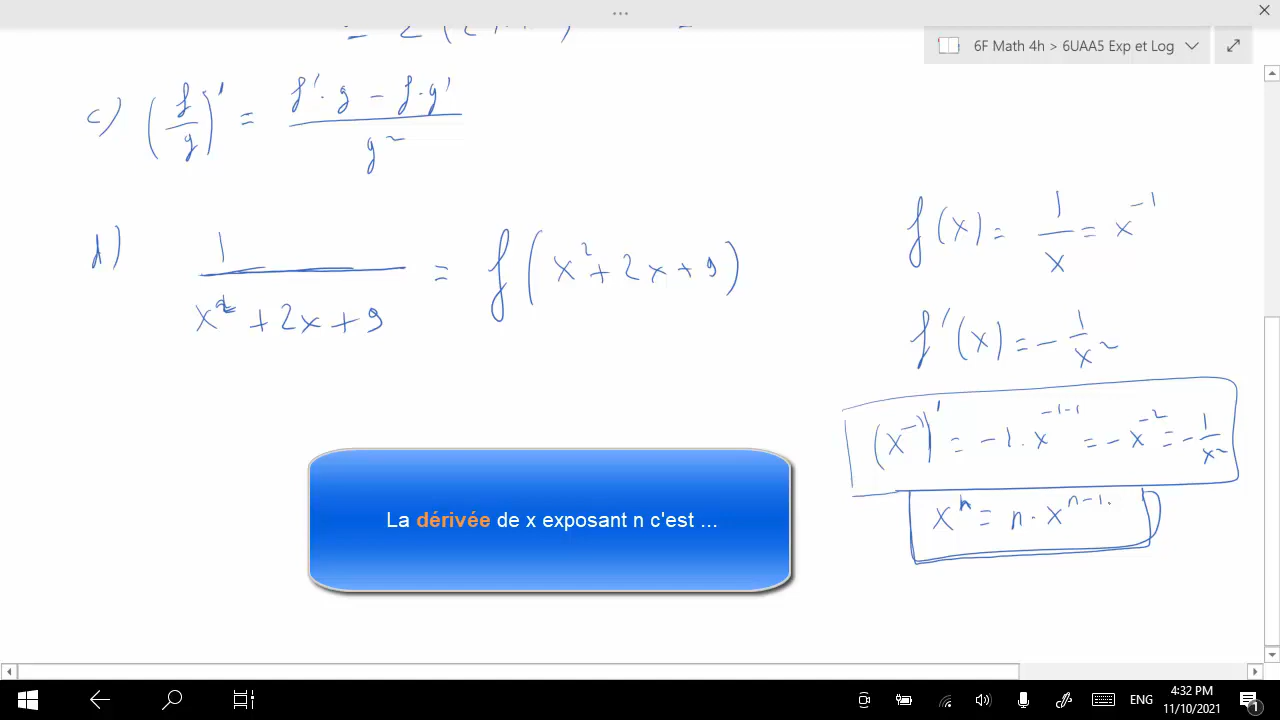 ...
6F Math 4h > 6UAA5 Exp et Log
c) (f/g)' = (f'·g - f·g')/g²
d) 1/(x²+2x+9) = f(x²+2x+9)
f(x) = 1/x = x⁻¹
f'(x) = -1/x²
(x⁻¹)' = -1·x⁻¹⁻¹ = -x⁻² = -1/x²
xⁿ = n·xⁿ⁻¹·
La dérivée de x exposant n c'est ...
ENG
4:32 PM
11/10/2021
1